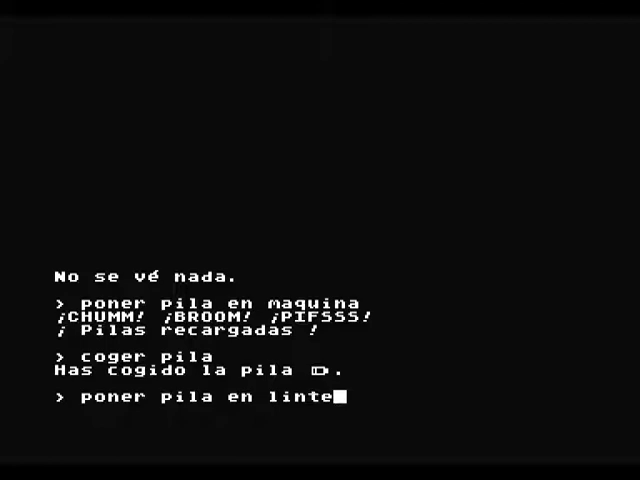 No se vé nada.
> poner pila en maquina
¡CHUMM! ¡BROOM! ¡PIFSSS!
¡ Pilas recargadas !
> coger pila
Has cogido la pila .
> poner pila en linte